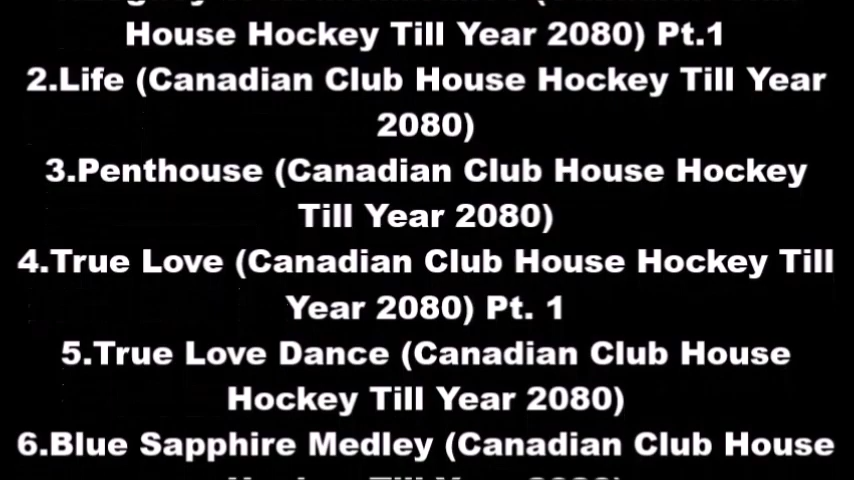 House Hockey Till Year 2080) Pt.1
2.Life (Canadian Club House Hockey Till Year
2080)
3.Penthouse (Canadian Club House Hockey
Till Year 2080)
4.True Love (Canadian Club House Hockey Till
Year 2080) Pt. 1
5.True Love Dance (Canadian Club House
Hockey Till Year 2080)
6.Blue Sapphire Medley (Canadian Club House